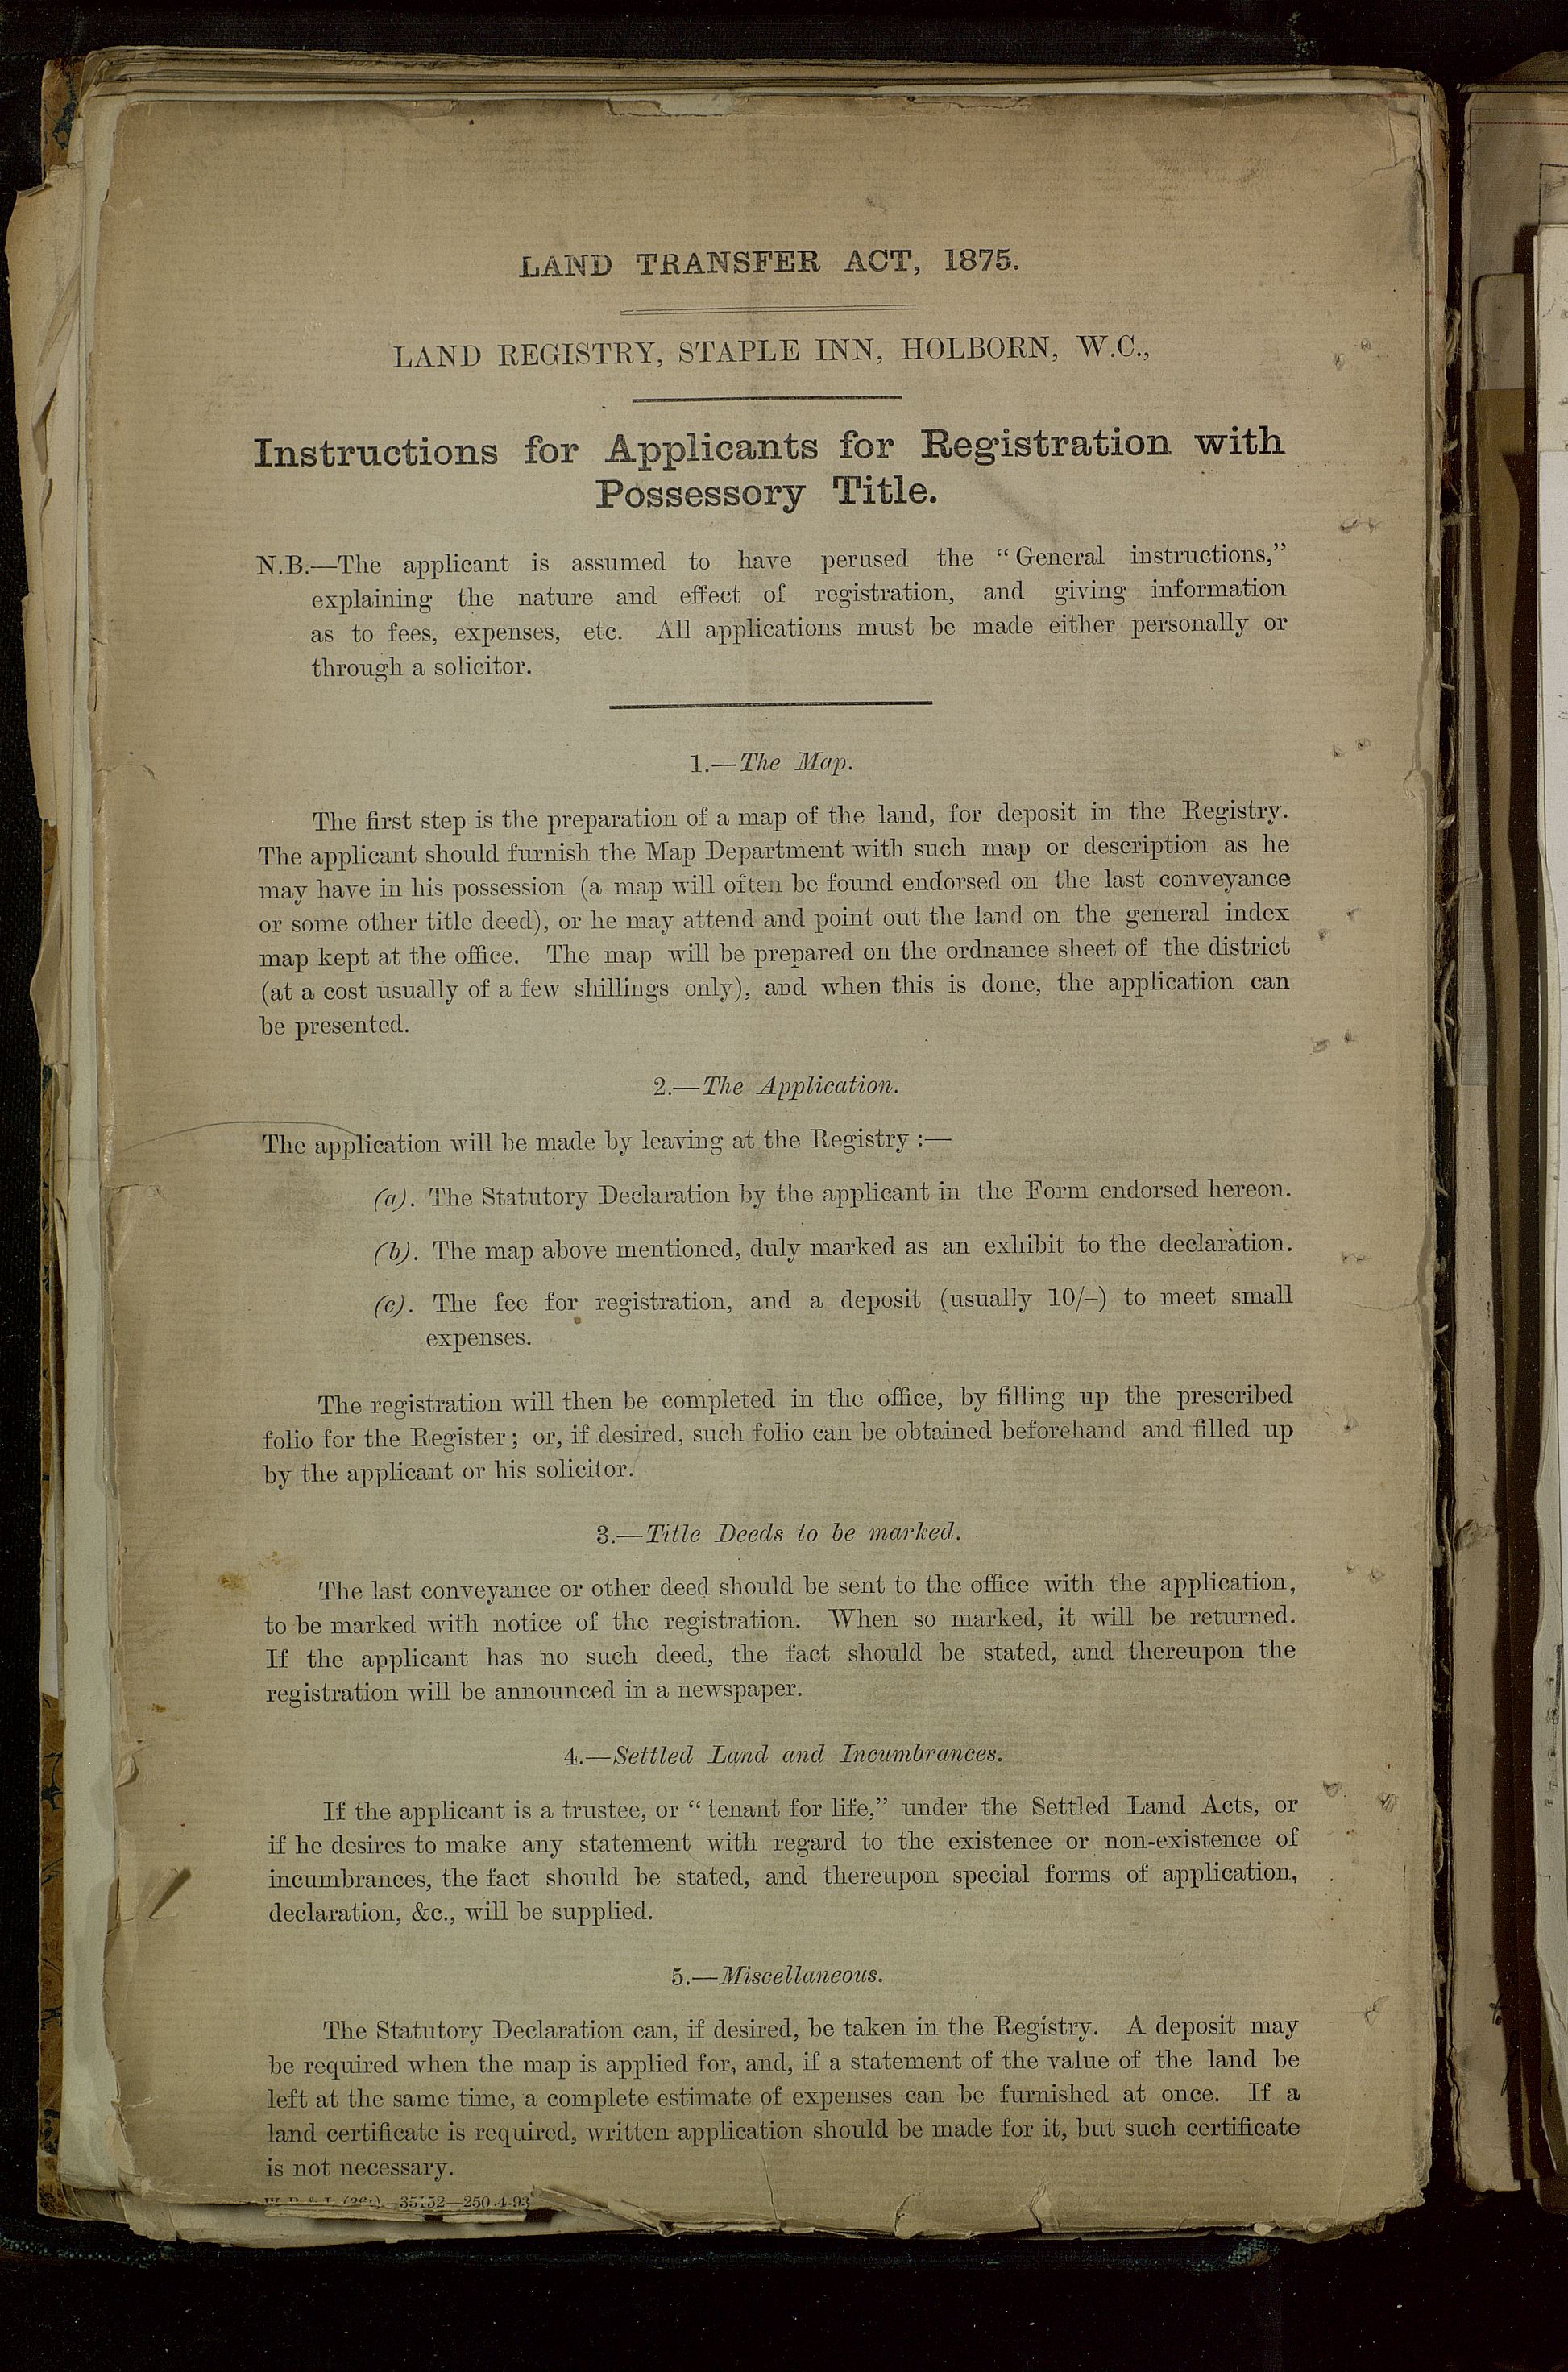 LAND TRANSFER ACT, 1875.
LAND REGISTRY, STAPLE INN, HOLBORN, W.C.,
Instructions for Applicants for Registration with
Possessory Title.
N.B.—The applicant is assumed to have perused the “General instructions,”
explaining the nature and effect of registration, and giving information
as to fees, expenses, etc. All applications must be made either personally or
through a solicitor.
1.—The Map.
The first step is the preparation of a map of the land, for deposit in the Registry.
The applicant should furnish the Map Department with such map or description as he
may have in his possession (a map will often be found endorsed on the last conveyance
or some other title deed), or he may attend and point out the land on the general index
map kept at the office. The map will be prepared on the ordnance sheet of the district
(at a cost usually of a few shillings only), and when this is done, the application can
be presented.
2.—The Application.
The application will be made by leaving at the Registry :—
(a). The Statutory Declaration by the applicant in the Form endorsed hereon.
(b). The map above mentioned, duly marked as an exhibit to the declaration.
(c). The fee for registration, and a deposit (usually 10/–) to meet small
expenses.
The registration will then be completed in the office, by filling up the prescribed
folio for the Register; or, if desired, such folio can be obtained beforehand and filled up
by the applicant or his solicitor.
3.—Title Deeds to be marked.
The last conveyance or other deed should be sent to the office with the application,
to be marked with notice of the registration. When so marked, it will be returned.
If the applicant has no such deed, the fact should be stated, and thereupon the
registration will be announced in a newspaper.
4.—Settled Land and Incumbrances.
If the applicant is a trustee, or “tenant for life,” under the Settled Land Acts, or
if he desires to make any statement with regard to the existence or non-existence of
incumbrances, the fact should be stated, and thereupon special forms of application,
declaration, &c., will be supplied.
5.—Miscellaneous.
The Statutory Declaration can, if desired, be taken in the Registry. A deposit may
be required when the map is applied for, and, if a statement of the value of the land be
left at the same time, a complete estimate of expenses can be furnished at once. If a
land certificate is required, written application should be made for it, but such certificate
is not necessary.
35152—250.4-93